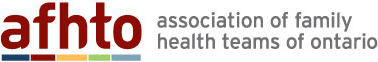 afhto
association of family
health teams of ontario